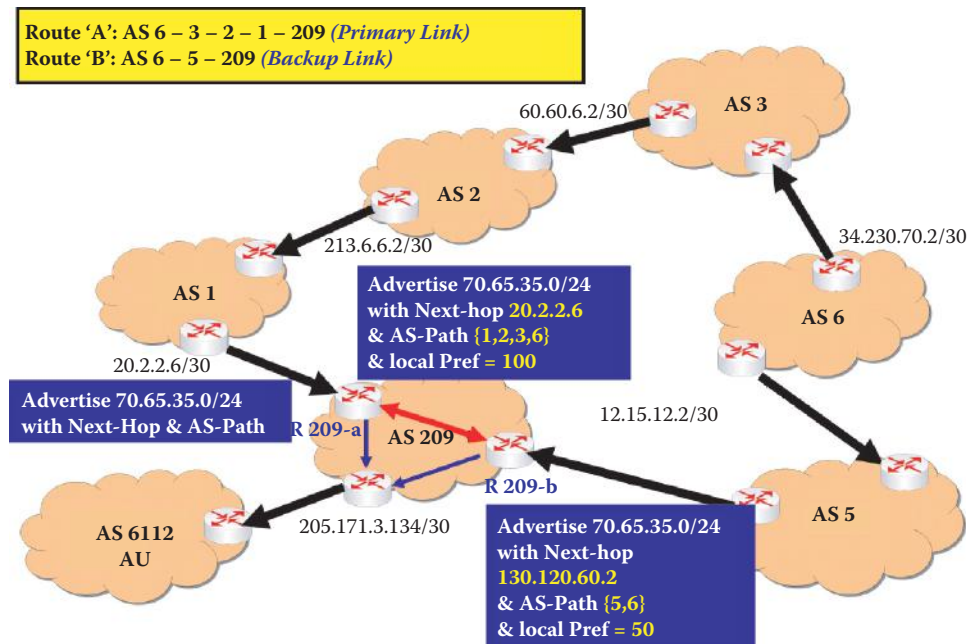 Route ‘A’: AS 6 – 3 – 2 – 1 – 209 (Primary Link)
Route ‘B’: AS 6 – 5 – 209 (Backup Link)
AS 3
60.60.6.2/30
AS 2
213.6.6.2/30
34.230.70.2/30
AS 1
Advertise 70.65.35.0/24
with Next-hop 20.2.2.6
& AS-Path {1,2,3,6}
& local Pref = 100
AS 6
20.2.2.6/30
Advertise 70.65.35.0/24
with Next-Hop & AS-Path
R 209-a
AS 209
12.15.12.2/30
R 209-b
205.171.3.134/30
AS 6112
AU
Advertise 70.65.35.0/24
with Next-hop
130.120.60.2
& AS-Path {5,6}
& local Pref = 50
AS 5